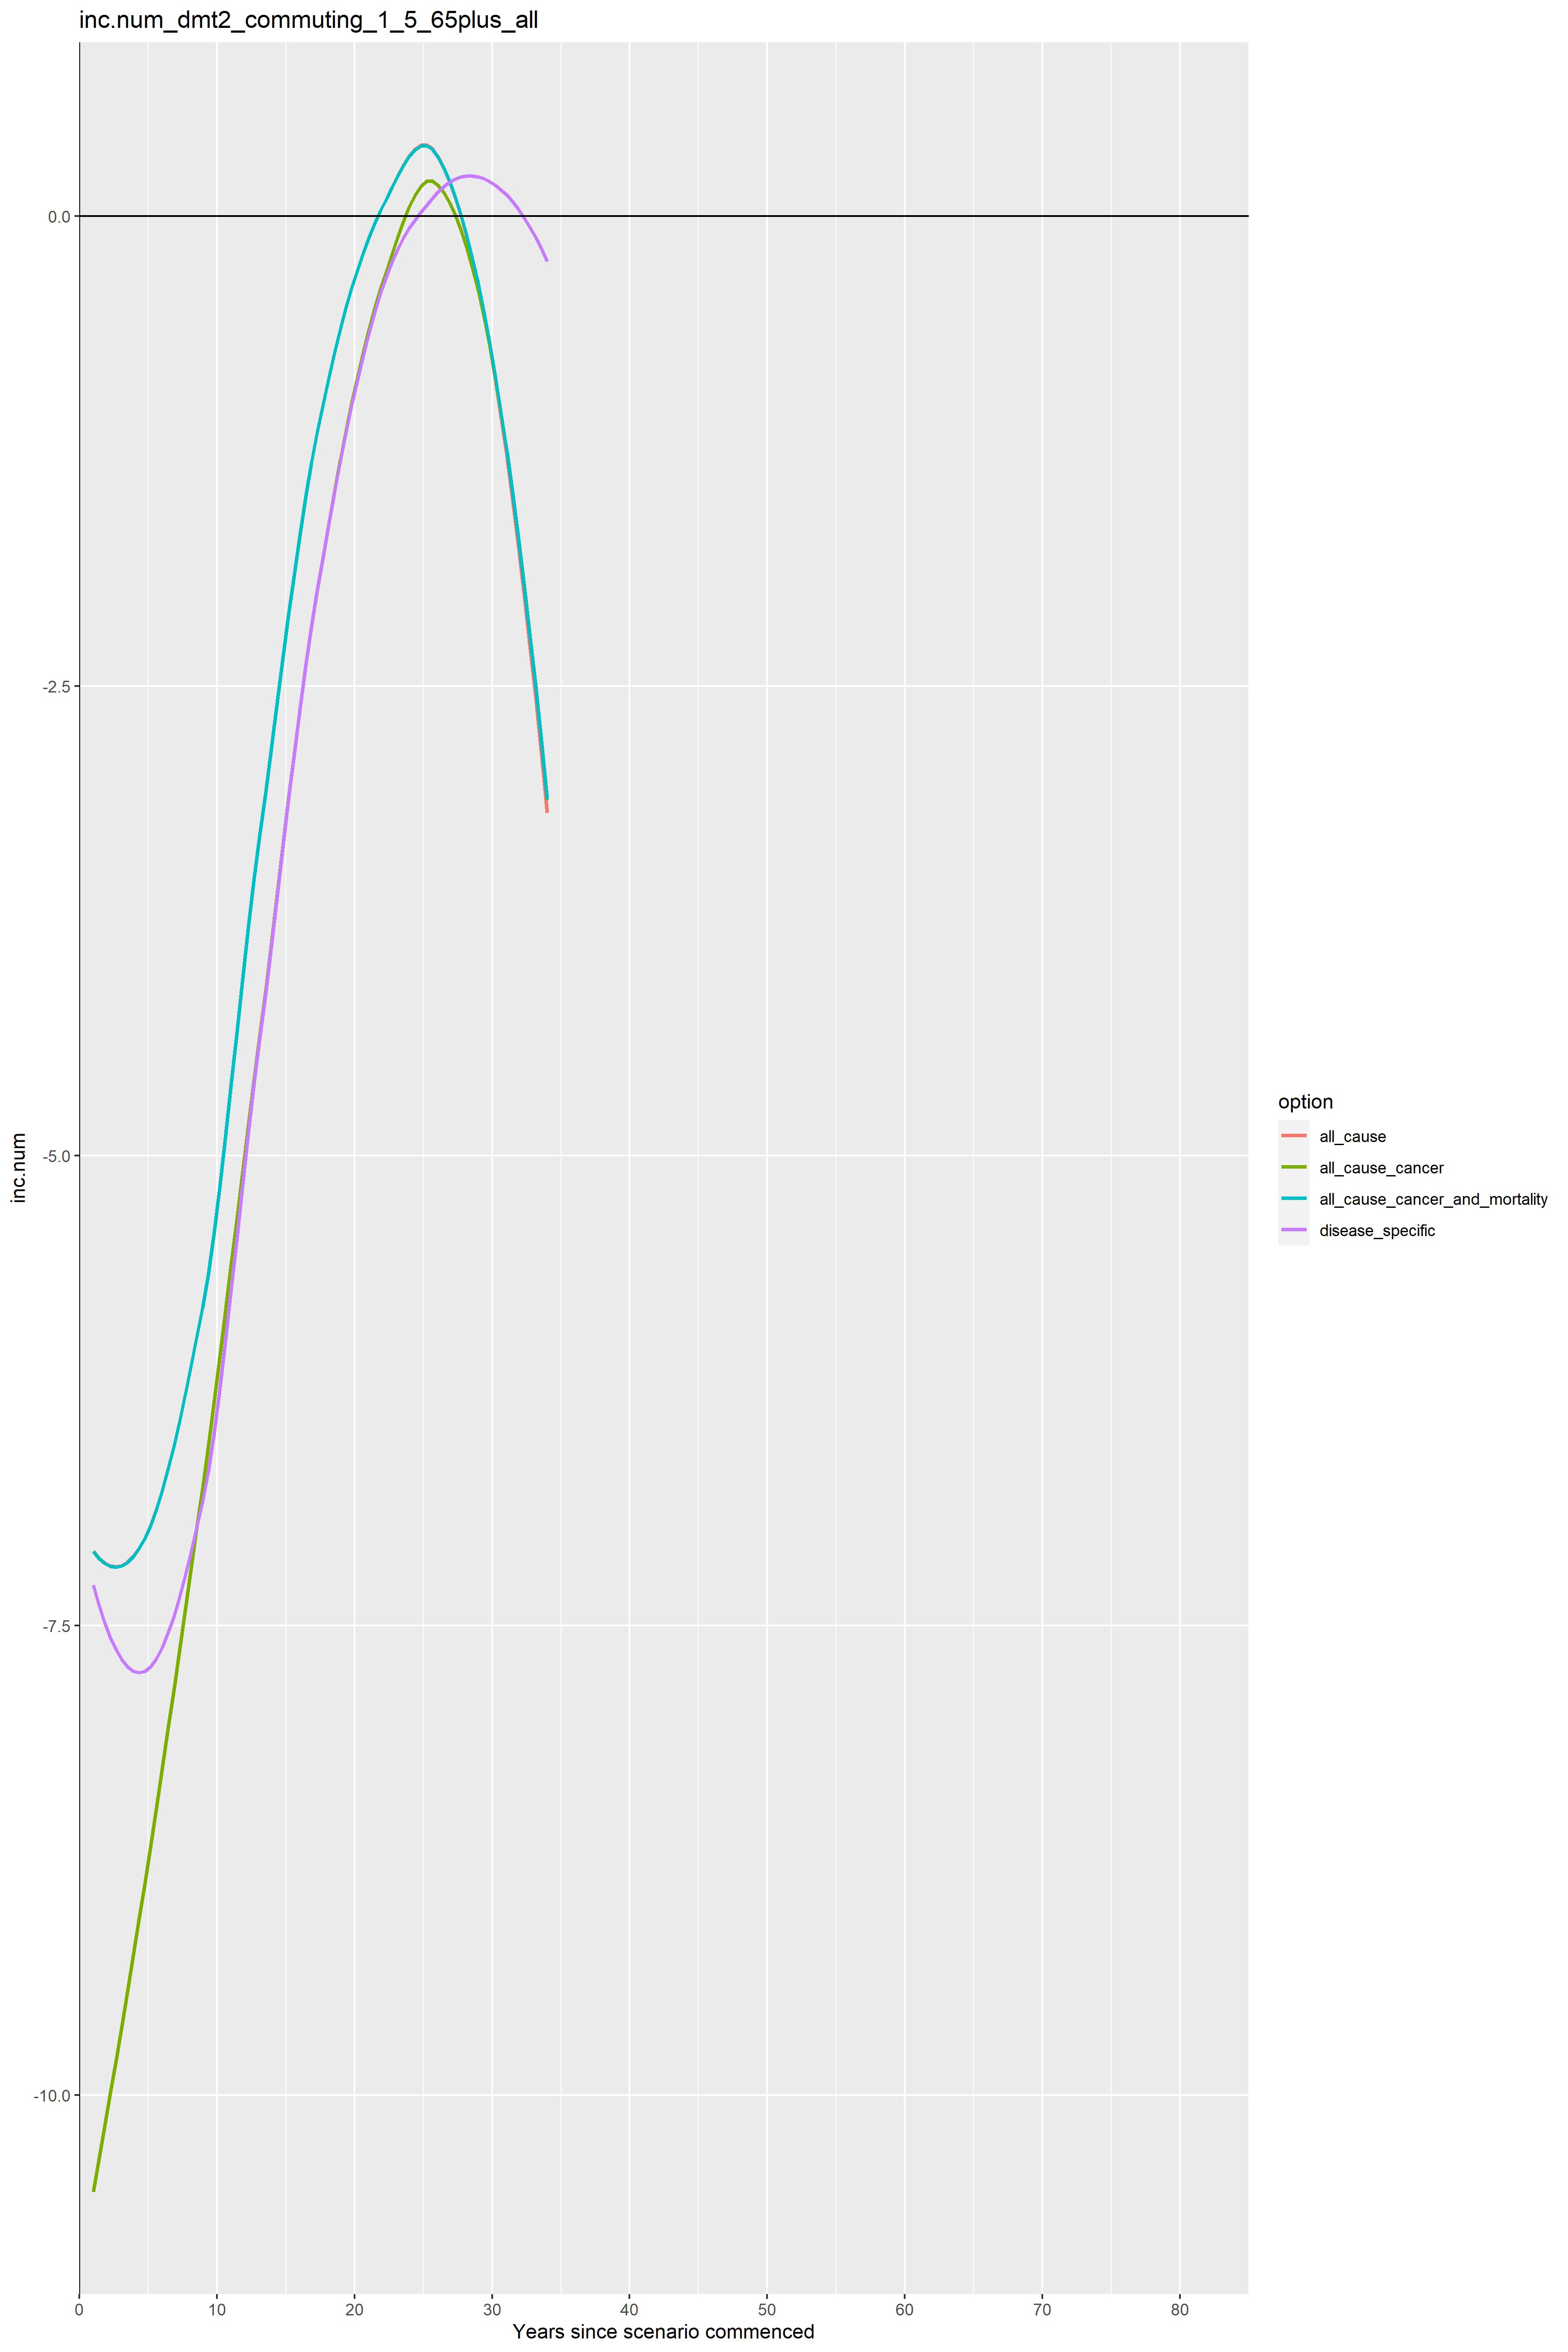 inc.num_dmt2_commuting_1_5_65plus_all
0.0
-2.5
-5.0
-7.5
-10.0
inc.num
0 10 20 30 40 50 60 70 80
Years since scenario commenced
option
all_cause
all_cause_cancer
all_cause_cancer_and_mortality
disease_specific